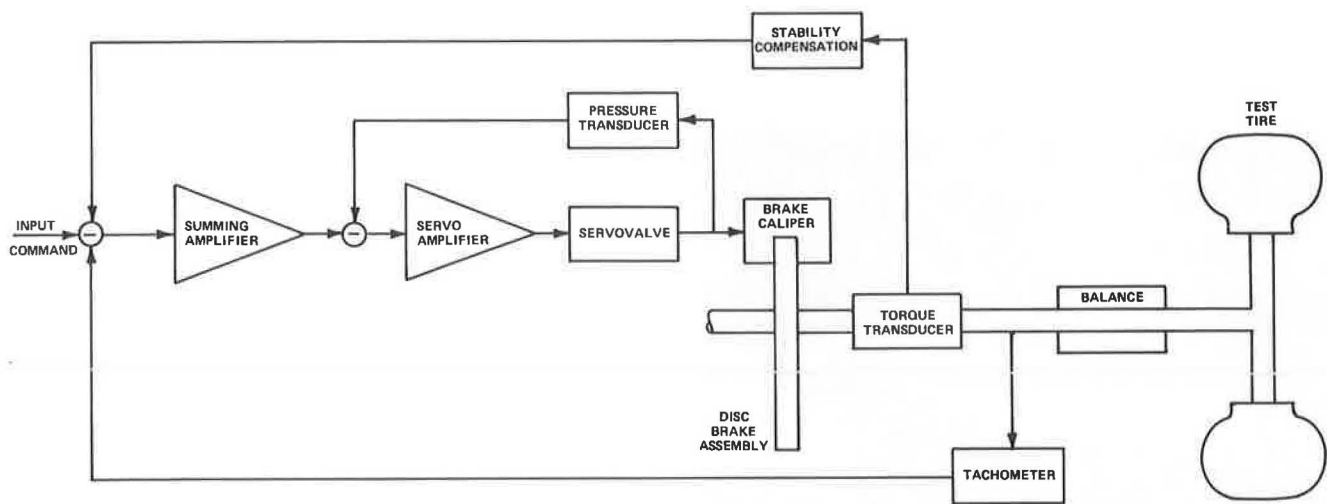 STABILITY
COMPENSATION
PRESSURE
TRANSDUCER
TEST
TIRE
INPUT
COMMAND
SUMMING
AMPLIFIER
SERVO
AMPLIFIER
SERVOVALVE
BRAKE
CALIPER
TORQUE
TRANSDUCER
BALANCE
DISC
BRAKE
ASSEMBLY
TACHOMETER